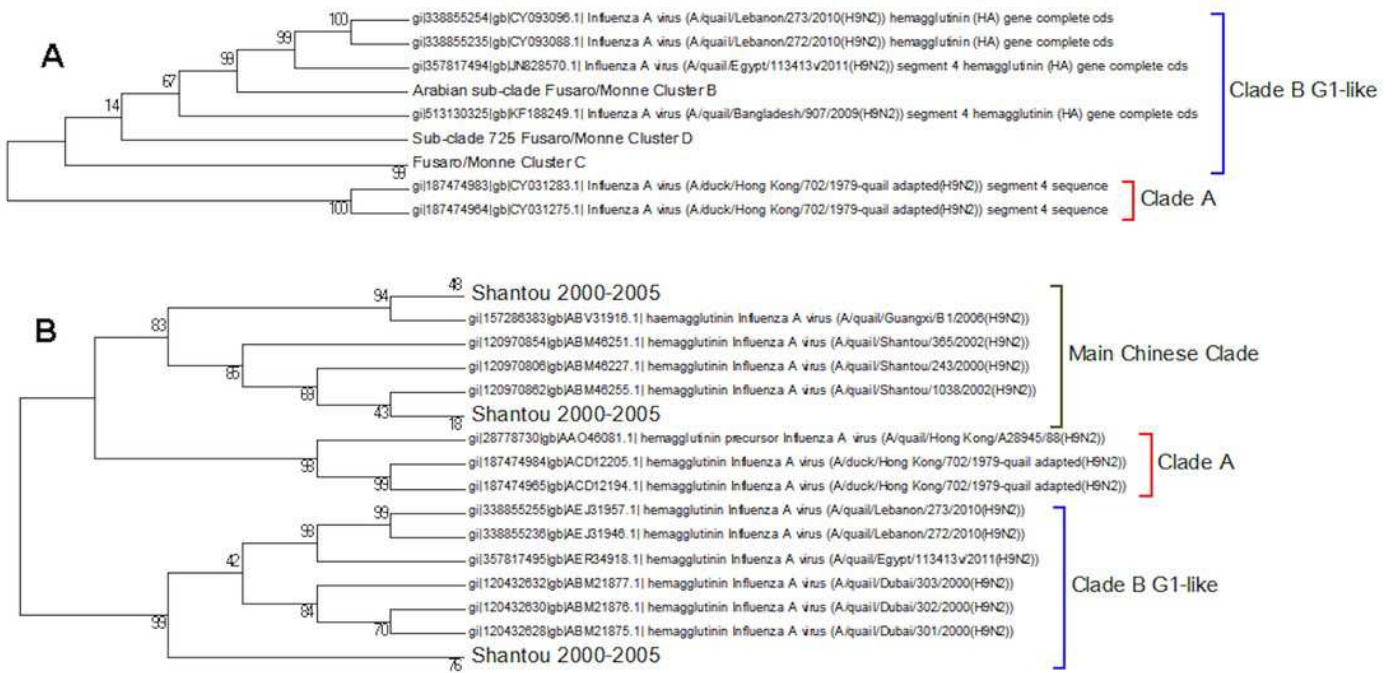 A
100
gi|338855254|gb|CY093096.1| Influenza A virus (A/quail/Lebanon/273/2010(H9N2)) hemagglutinin (HA) gene complete cds
99
gi|338855235|gb|CY093088.1| Influenza A virus (A/quail/Lebanon/272/2010(H9N2)) hemagglutinin (HA) gene complete cds
98
gi|357817494|gb|JN828570.1| Influenza A virus (A/quail/Egypt/113413v/2011(H9N2)) segment 4 hemagglutinin (HA) gene complete cds
67
Arabian sub-clade Fusaro/Monne Cluster B
Clade B G1-like
14
gi|513130325|gb|KF188249.1| Influenza A virus (A/quail/Bangladesh/907/2009(H9N2)) segment 4 hemagglutinin (HA) gene complete cds
Sub-clade 725 Fusaro/Monne Cluster D
Fusaro/Monne Cluster C
98
gi|187474983|gb|CY031283.1| Influenza A virus (A/duck/Hong Kong/702/1979-quail adapted(H9N2)) segment 4 sequence
Clade A
100
gi|187474964|gb|CY031275.1| Influenza A virus (A/duck/Hong Kong/702/1979-quail adapted(H9N2)) segment 4 sequence
B
48
Shantou 2000-2005
94
gi|157286383|gb|ABV31916.1| haemagglutinin Influenza A virus (A/quail/Guangxi/B1/2006(H9N2))
83
gi|120970854|gb|ABM46251.1| hemagglutinin Influenza A virus (A/quail/Shantou/365/2002(H9N2))
Main Chinese Clade
86
gi|120970806|gb|ABM46227.1| hemagglutinin Influenza A virus (A/quail/Shantou/243/2000(H9N2))
69
gi|120970862|gb|ABM46255.1| hemagglutinin Influenza A virus (A/quail/Shantou/1038/2002(H9N2))
43
Shantou 2000-2005
18
gi|28778730|gb|AAO46081.1| hemagglutinin precursor Influenza A virus (A/quail/Hong Kong/A28945/88(H9N2))
98
gi|187474984|gb|ACD12205.1| hemagglutinin Influenza A virus (A/duck/Hong Kong/702/1979-quail adapted(H9N2))
Clade A
99
gi|187474965|gb|ACD12194.1| hemagglutinin Influenza A virus (A/duck/Hong Kong/702/1979-quail adapted(H9N2))
99
gi|338855255|gb|AEJ31957.1| hemagglutinin Influenza A virus (A/quail/Lebanon/273/2010(H9N2))
98
gi|338855236|gb|AEJ31946.1| hemagglutinin Influenza A virus (A/quail/Lebanon/272/2010(H9N2))
42
gi|357817495|gb|AER34918.1| hemagglutinin Influenza A virus (A/quail/Egypt/113413v/2011(H9N2))
gi|120432632|gb|ABM21877.1| hemagglutinin Influenza A virus (A/quail/Dubai/303/2000(H9N2))
Clade B G1-like
84
gi|120432630|gb|ABM21876.1| hemagglutinin Influenza A virus (A/quail/Dubai/302/2000(H9N2))
99
70
gi|120432628|gb|ABM21875.1| hemagglutinin Influenza A virus (A/quail/Dubai/301/2000(H9N2))
Shantou 2000-2005
76